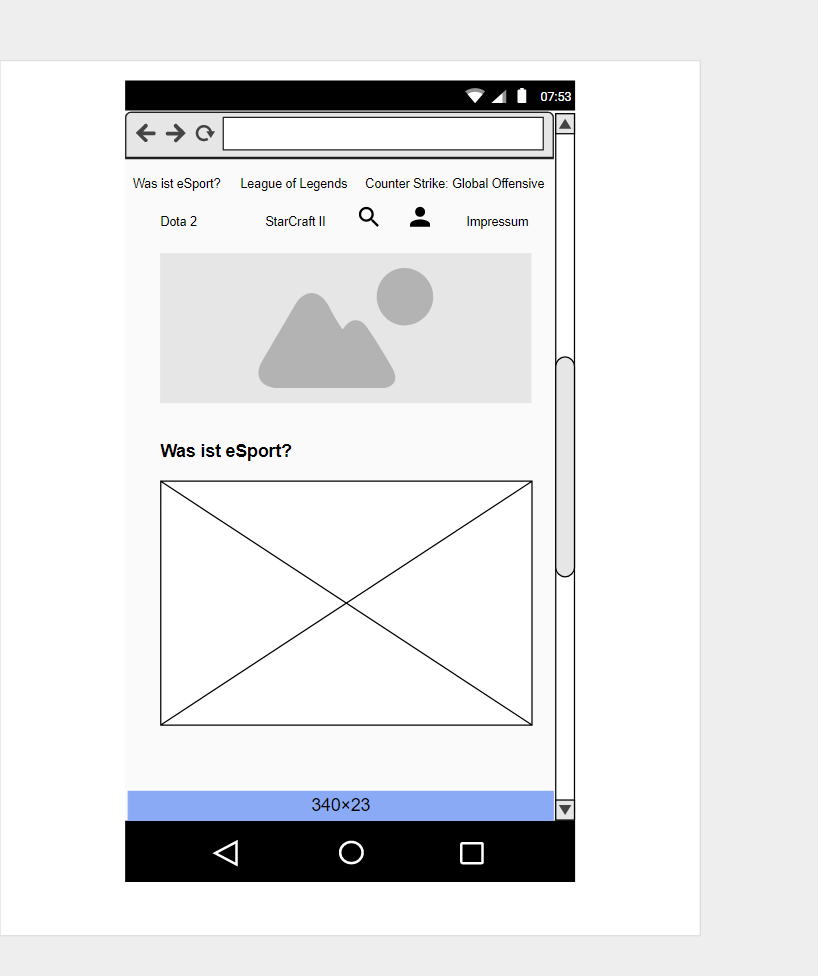 07:53
Was ist eSport? League of Legends Counter Strike: Global Offensive
Dota 2 StarCraft II Impressum
Was ist eSport?
340×23